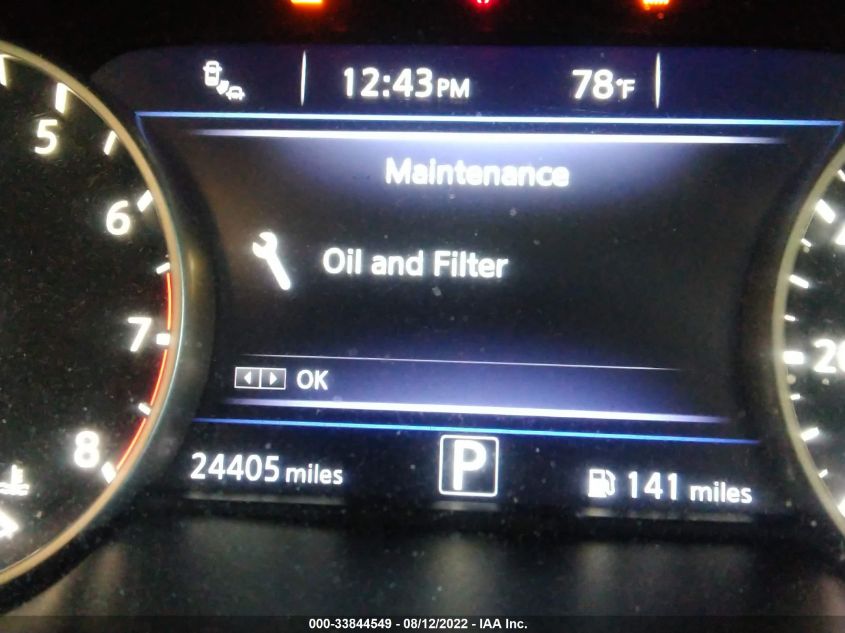 12:43PM 78°F
Maintenance
5
6
Oil and Filter
7
OK
8
24405 miles P 141 miles
000-33844549 - 08/12/2022 - IAA Inc.